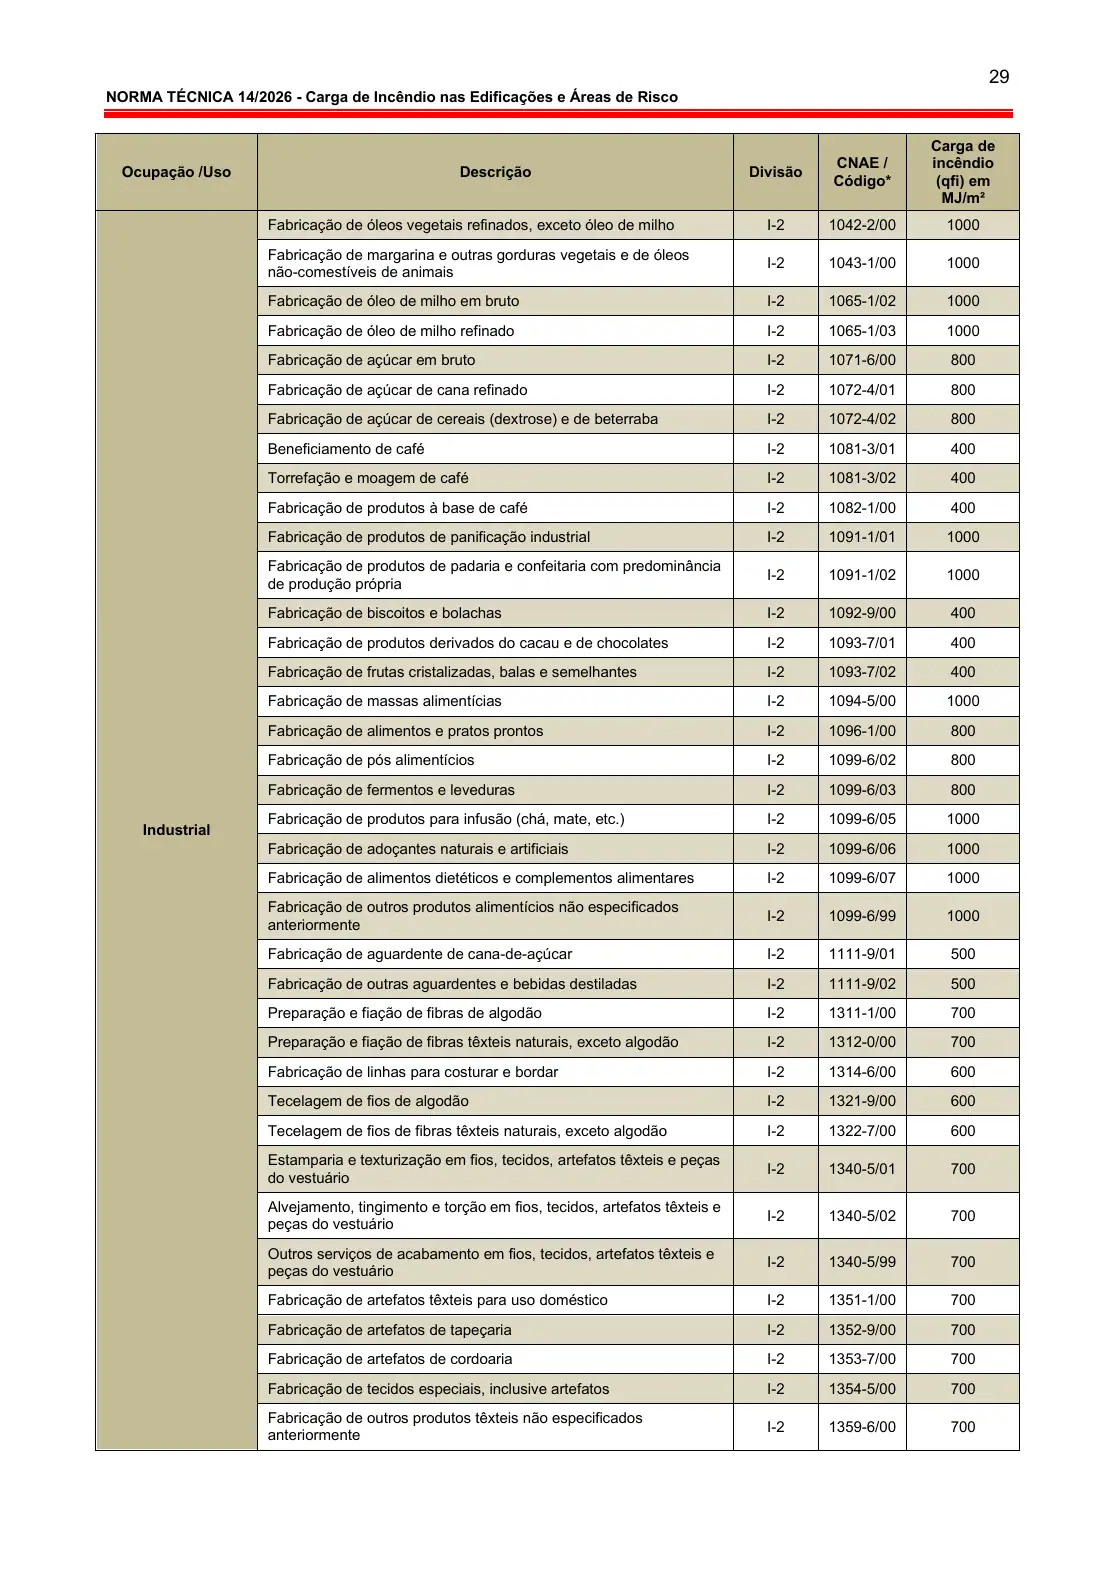 29
NORMA TÉCNICA 14/2026 - Carga de Incêndio nas Edificações e Áreas de Risco
Ocupação /Uso Descrição Divisão CNAE / Código* Carga de incêndio (qfi) em MJ/m²
Industrial
Fabricação de óleos vegetais refinados, exceto óleo de milho I-2 1042-2/00 1000
Fabricação de margarina e outras gorduras vegetais e de óleos
não-comestíveis de animais I-2 1043-1/00 1000
Fabricação de óleo de milho em bruto I-2 1065-1/02 1000
Fabricação de óleo de milho refinado I-2 1065-1/03 1000
Fabricação de açúcar em bruto I-2 1071-6/00 800
Fabricação de açúcar de cana refinado I-2 1072-4/01 800
Fabricação de açúcar de cereais (dextrose) e de beterraba I-2 1072-4/02 800
Beneficiamento de café I-2 1081-3/01 400
Torrefação e moagem de café I-2 1081-3/02 400
Fabricação de produtos à base de café I-2 1082-1/00 400
Fabricação de produtos de panificação industrial I-2 1091-1/01 1000
Fabricação de produtos de padaria e confeitaria com predominância
de produção própria I-2 1091-1/02 1000
Fabricação de biscoitos e bolachas I-2 1092-9/00 400
Fabricação de produtos derivados do cacau e de chocolates I-2 1093-7/01 400
Fabricação de frutas cristalizadas, balas e semelhantes I-2 1093-7/02 400
Fabricação de massas alimentícias I-2 1094-5/00 1000
Fabricação de alimentos e pratos prontos I-2 1096-1/00 800
Fabricação de pós alimentícios I-2 1099-6/02 800
Fabricação de fermentos e leveduras I-2 1099-6/03 800
Fabricação de produtos para infusão (chá, mate, etc.) I-2 1099-6/05 1000
Fabricação de adoçantes naturais e artificiais I-2 1099-6/06 1000
Fabricação de alimentos dietéticos e complementos alimentares I-2 1099-6/07 1000
Fabricação de outros produtos alimentícios não especificados
anteriormente I-2 1099-6/99 1000
Fabricação de aguardente de cana-de-açúcar I-2 1111-9/01 500
Fabricação de outras aguardentes e bebidas destiladas I-2 1111-9/02 500
Preparação e fiação de fibras de algodão I-2 1311-1/00 700
Preparação e fiação de fibras têxteis naturais, exceto algodão I-2 1312-0/00 700
Fabricação de linhas para costurar e bordar I-2 1314-6/00 600
Tecelagem de fios de algodão I-2 1321-9/00 600
Tecelagem de fios de fibras têxteis naturais, exceto algodão I-2 1322-7/00 600
Estamparia e texturização em fios, tecidos, artefatos têxteis e peças
do vestuário I-2 1340-5/01 700
Alvejamento, tingimento e torção em fios, tecidos, artefatos têxteis e
peças do vestuário I-2 1340-5/02 700
Outros serviços de acabamento em fios, tecidos, artefatos têxteis e
peças do vestuário I-2 1340-5/99 700
Fabricação de artefatos têxteis para uso doméstico I-2 1351-1/00 700
Fabricação de artefatos de tapeçaria I-2 1352-9/00 700
Fabricação de artefatos de cordoaria I-2 1353-7/00 700
Fabricação de tecidos especiais, inclusive artefatos I-2 1354-5/00 700
Fabricação de outros produtos têxteis não especificados
anteriormente I-2 1359-6/00 700